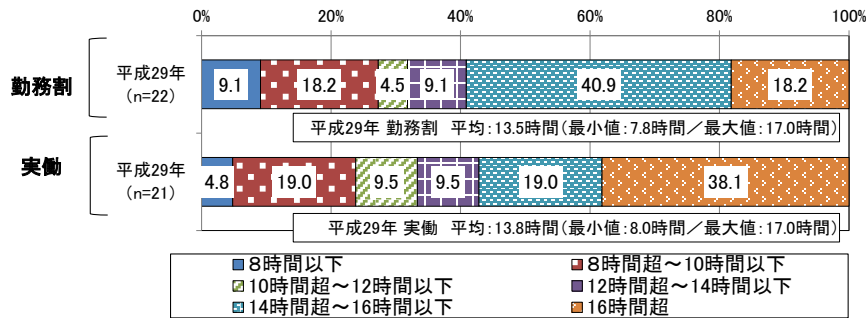 0% 20% 40% 60% 80% 100%
勤務割
平成29年
(n=22)
9.1 18.2 4.5 9.1 40.9 18.2
平成29年 勤務割 平均：13.5時間（最小値：7.8時間／最大値：17.0時間）
実働
平成29年
(n=21)
4.8 19.0 9.5 9.5 19.0 38.1
平成29年 実働 平均：13.8時間（最小値：8.0時間／最大値：17.0時間）
8時間以下 8時間超～10時間以下
10時間超～12時間以下 12時間超～14時間以下
14時間超～16時間以下 16時間超